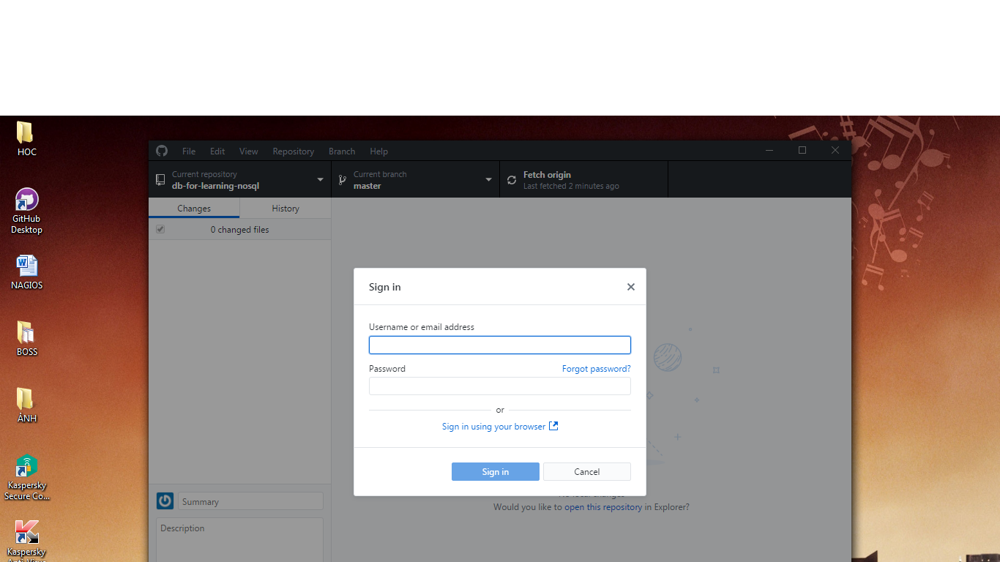 HOC
GitHub
Desktop
NAGIOS
BOSS
ẢNH
Kaspersky
Secure Co...
Kaspersky
File Edit View Repository Branch Help
Current repository
db-for-learning-nosql
Current branch
master
Fetch origin
Last fetched 2 minutes ago
Changes
History
0 changed files
Sign in
Username or email address
Password
Forgot password?
or
Sign in using your browser
Sign in
Cancel
Would you like to open this repository in Explorer?
Summary
Description